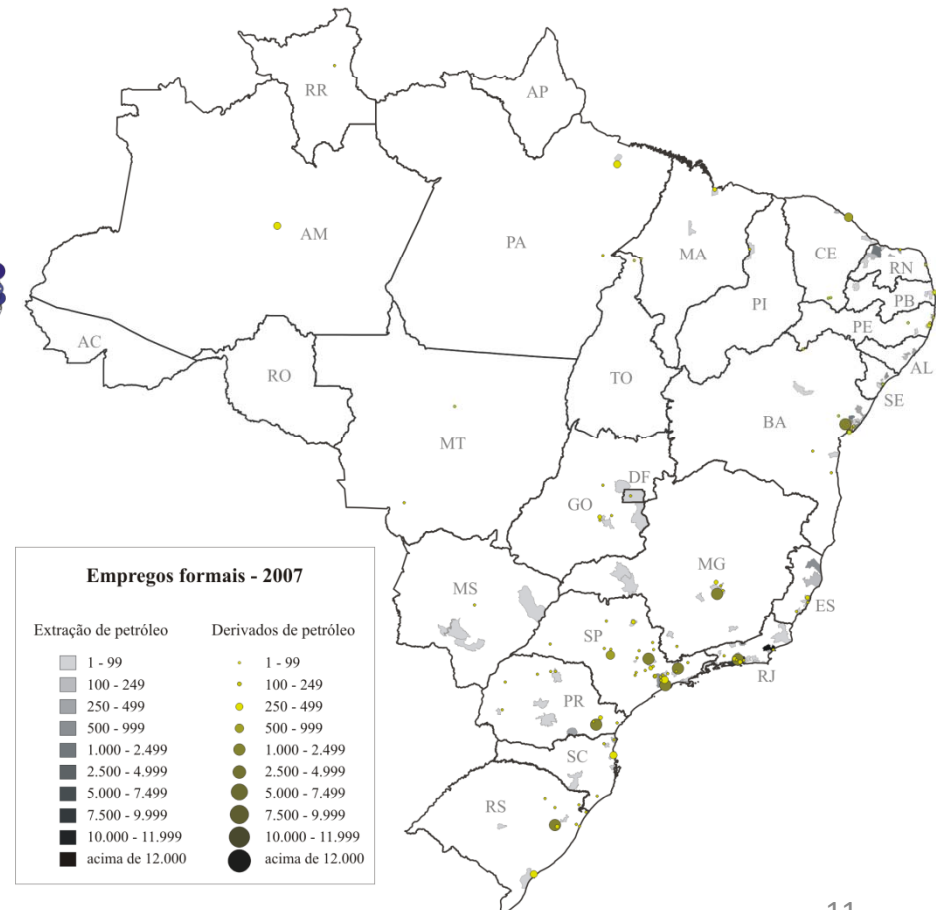 RR
AP
AM
PA
MA
CE
RN
PB
PI
PE
AC
AL
RO
TO
SE
BA
MT
DF
GO
MG
MS
ES
SP
RJ
PR
SC
RS
Empregos formais - 2007
Extração de petróleo
1 - 99
100 - 249
250 - 499
500 - 999
1.000 - 2.499
2.500 - 4.999
5.000 - 7.499
7.500 - 9.999
10.000 - 11.999
acima de 12.000
Derivados de petróleo
1 - 99
100 - 249
250 - 499
500 - 999
1.000 - 2.499
2.500 - 4.999
5.000 - 7.499
7.500 - 9.999
10.000 - 11.999
acima de 12.000